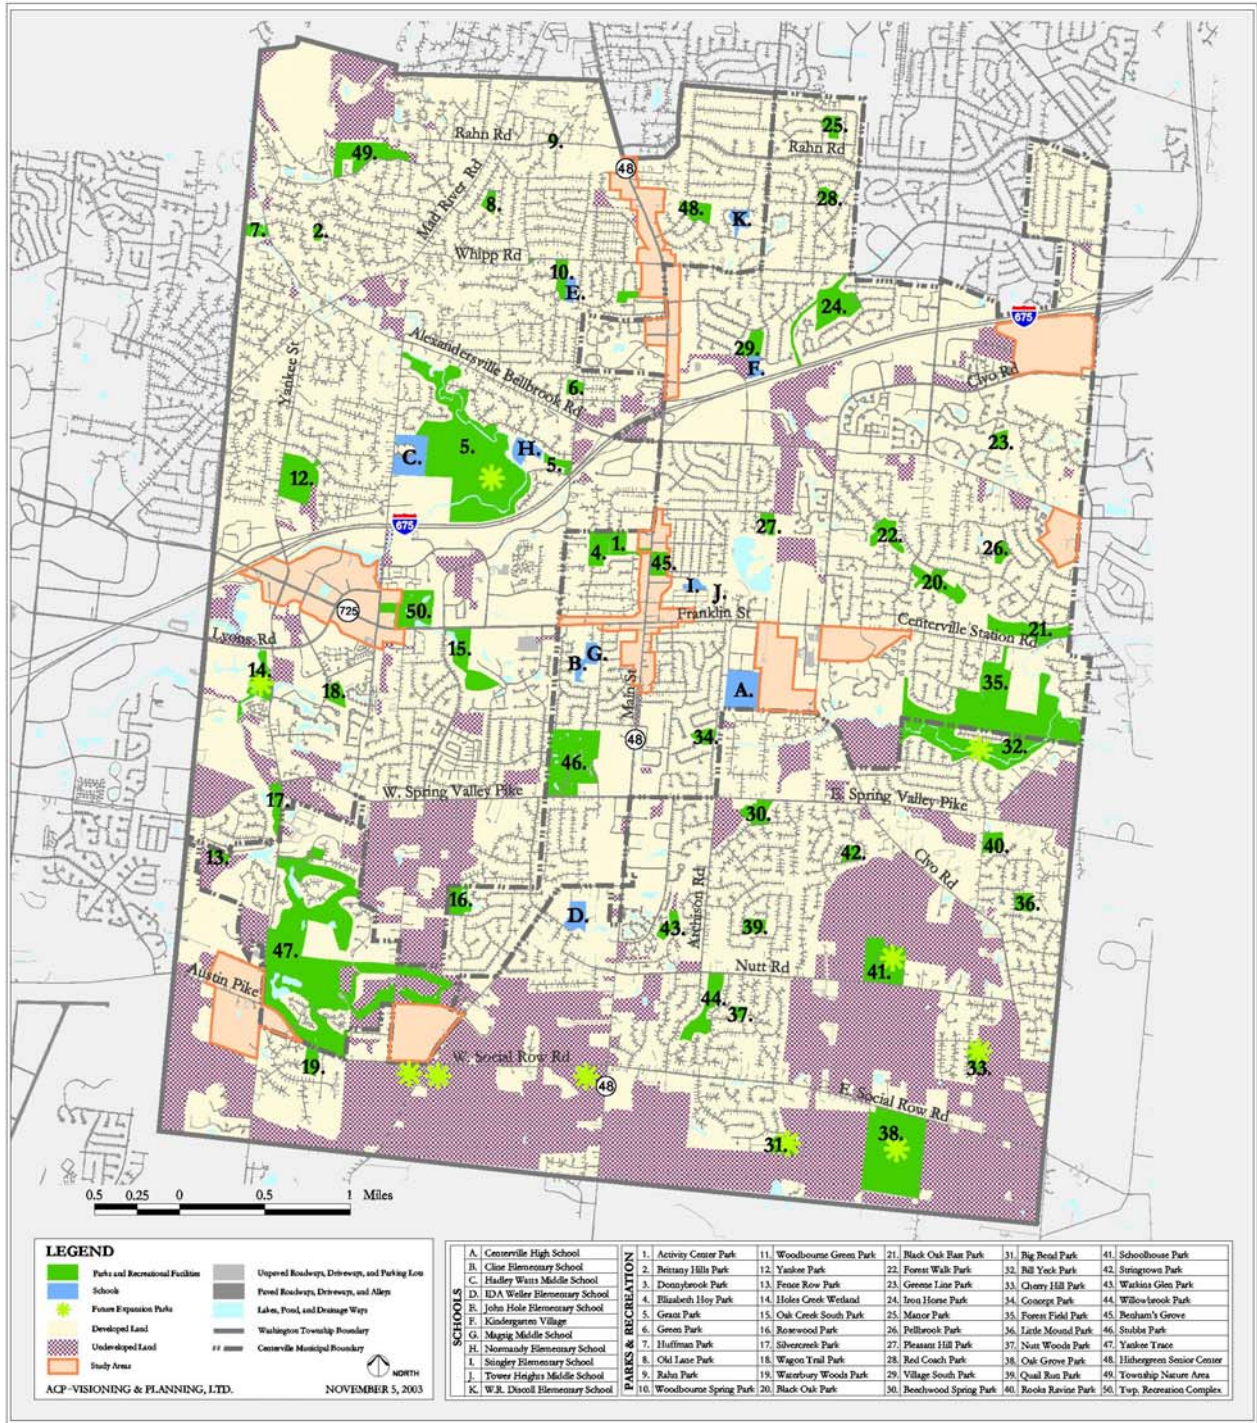 25.
Rahn Rd
9.
Rahn Rd
49.
48
Mad River Rd
8.
28.
48.
K.
7.
2.
Whipp Rd
10.
E.
24.
675
29.
F.
Alexandersville Bellbrook Rd
Yankee St
Clyo Rd
6.
5.
H.
5.
C.
23.
12.
675
27.
22.
26.
4.
1.
45.
I.
J.
20.
725
50.
Franklin St
Centerville Station Rd
21.
Lyons Rd
15.
B.
G.
14.
18.
Main St
A.
35.
48
34.
32.
46.
W. Spring Valley Pike
E. Spring Valley Pike
17.
30.
13.
42.
Clyo Rd
40.
16.
D.
Atchison Rd
36.
43.
39.
47.
Nutt Rd
41.
Austin Pike
44.
37.
W. Social Row Rd
33.
19.
48
E. Social Row Rd
31.
38.
0.5 0.25 0 0.5 1 Miles
LEGEND
Parks and Recreational Facilities
Schools
Future Expansion Parks
Developed Land
Undeveloped Land
Study Areas
Unpaved Roadways, Driveways, and Parking Lots
Paved Roadways, Driveways, and Alleys
Lakes, Pond, and Drainage Ways
Washington Township Boundary
Centerville Municipal Boundary
NORTH
ACP-VISIONING & PLANNING, LTD. NOVEMBER 5, 2003
SCHOOLS
A. Centerville High School
B. Cline Elementary School
C. Hadley Watts Middle School
D. IDA Weller Elementary School
E. John Hole Elementary School
F. Kindergarten Village
G. Magsig Middle School
H. Normandy Elementary School
I. Stingley Elementary School
J. Tower Heights Middle School
K. W.R. Discoll Elementary School
PARKS & RECREATION
1. Activity Center Park
2. Brittany Hills Park
3. Donnybrook Park
4. Elizabeth Hoy Park
5. Grant Park
6. Green Park
7. Huffman Park
8. Old Lane Park
9. Rahn Park
10. Woodbourne Spring Park
11. Woodbourne Green Park
12. Yankee Park
13. Fence Row Park
14. Holes Creek Wetland
15. Oak Creek South Park
16. Rosewood Park
17. Silvercreek Park
18. Wagon Trail Park
19. Waterbury Woods Park
20. Black Oak Park
21. Black Oak East Park
22. Forest Walk Park
23. Greene Line Park
24. Iron Horse Park
25. Manor Park
26. Pellbrook Park
27. Pleasant Hill Park
28. Red Coach Park
29. Village South Park
30. Beechwood Spring Park
31. Big Bend Park
32. Bill Yeck Park
33. Cherry Hill Park
34. Concept Park
35. Forest Field Park
36. Little Mound Park
37. Nutt Woods Park
38. Oak Grove Park
39. Quail Run Park
40. Rooks Ravine Park
41. Schoolhouse Park
42. Stringtown Park
43. Watkins Glen Park
44. Willowbrook Park
45. Benham's Grove
46. Stubbs Park
47. Yankee Trace
48. Hithergreen Senior Center
49. Township Nature Area
50. Twp. Recreation Complex